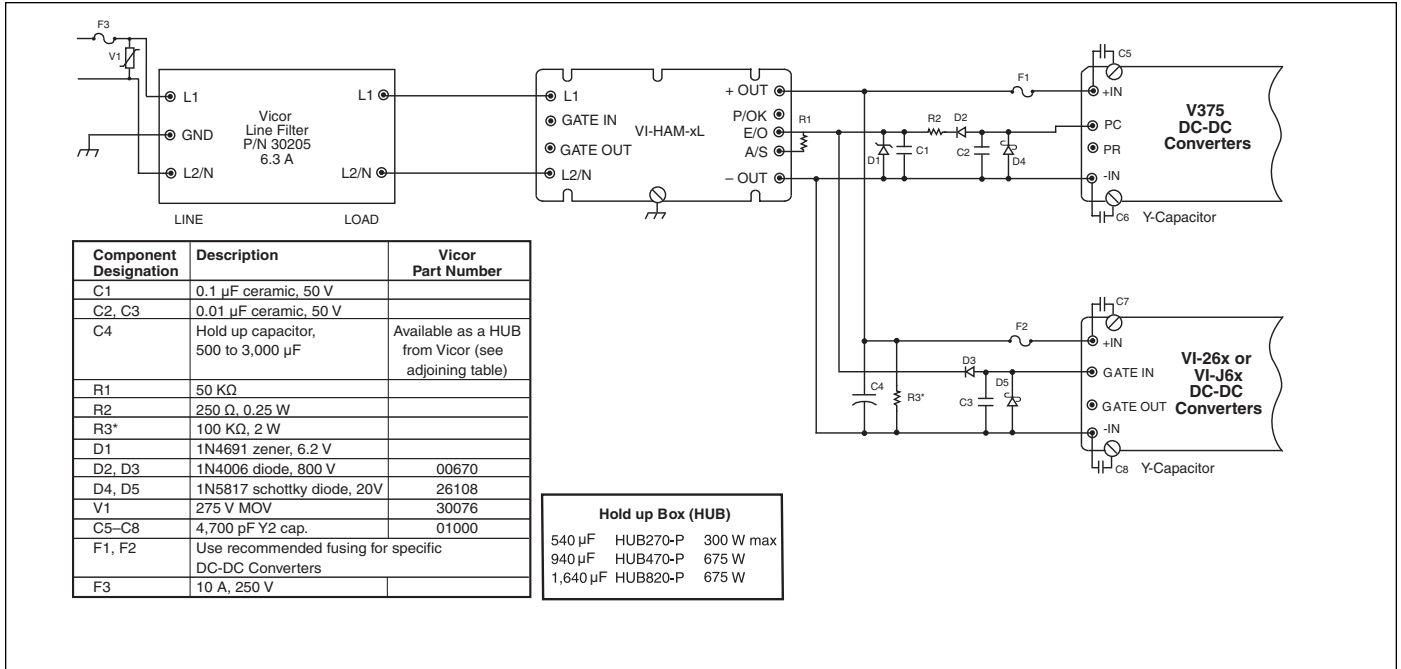 F3
V1
L1
GND
L2/N
Vicor
Line Filter
P/N 30205
6.3 A
L1
L2/N
LINE
LOAD
L1
GATE IN
GATE OUT
L2/N
VI-HAM-xL
+ OUT
P/OK
E/O
A/S
– OUT
R1
D1
C1
R2
D2
C2
D4
F1
C5
+IN
PC
PR
-IN
V375
DC-DC
Converters
C6 Y-Capacitor
C4
R3*
F2
D3
C3
D5
C7
+IN
GATE IN
GATE OUT
-IN
VI-26x or
VI-J6x
DC-DC
Converters
C8 Y-Capacitor
Component Description Vicor
Designation Part Number
C1 0.1 µF ceramic, 50 V
C2, C3 0.01 µF ceramic, 50 V
C4 Hold up capacitor, Available as a HUB
500 to 3,000 µF from Vicor (see
adjoining table)
R1 50 KΩ
R2 250 Ω, 0.25 W
R3* 100 KΩ, 2 W
D1 1N4691 zener, 6.2 V
D2, D3 1N4006 diode, 800 V 00670
D4, D5 1N5817 schottky diode, 20V 26108
V1 275 V MOV 30076
C5–C8 4,700 pF Y2 cap. 01000
F1, F2 Use recommended fusing for specific
DC-DC Converters
F3 10 A, 250 V
Hold up Box (HUB)
540 µF HUB270-P 300 W max
940 µF HUB470-P 675 W
1,640 µF HUB820-P 675 W